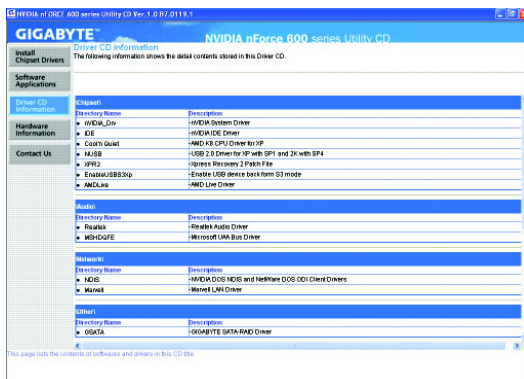 NVIDIA nFORCE 600 series Utility CD Ver.1.0 B7.0119.1
GIGABYTE™
NVIDIA nForce 600 series Utility CD
Install Chipset Drivers
Software Applications
Driver CD Information
Hardware Information
Contact Us
Driver CD information
The following information shows the detail contents stored in this Driver CD.
\Chipset\
Directory Name Description
• nVIDIA_Drv -nVIDIA System Driver
• IDE -nVIDIA IDE Driver
• Cool'n Quiet -AMD K8 CPU Driver for XP
• NUSB -USB 2.0 Driver for XP with SP1 and 2K with SP4
• XPR2 -Xpress Recovery 2 Patch File
• EnableUSBS3Xp -Enable USB device back form S3 mode
• AMDLive -AMD Live Driver
\Audio\
Directory Name Description
• Realtek -Realtek Audio Driver
• MSHDQFE -Microsoft UAA Bus Driver
\Network\
Directory Name Description
• NDIS -NVIDIA DOS NDIS and NetWare DOS ODI Client Drivers
• Marvell -Marvell LAN Driver
\Other\
Directory Name Description
• GSATA -GIGABYTE SATA-RAID Driver
This page lists the contents of softwares and drivers in this CD title.